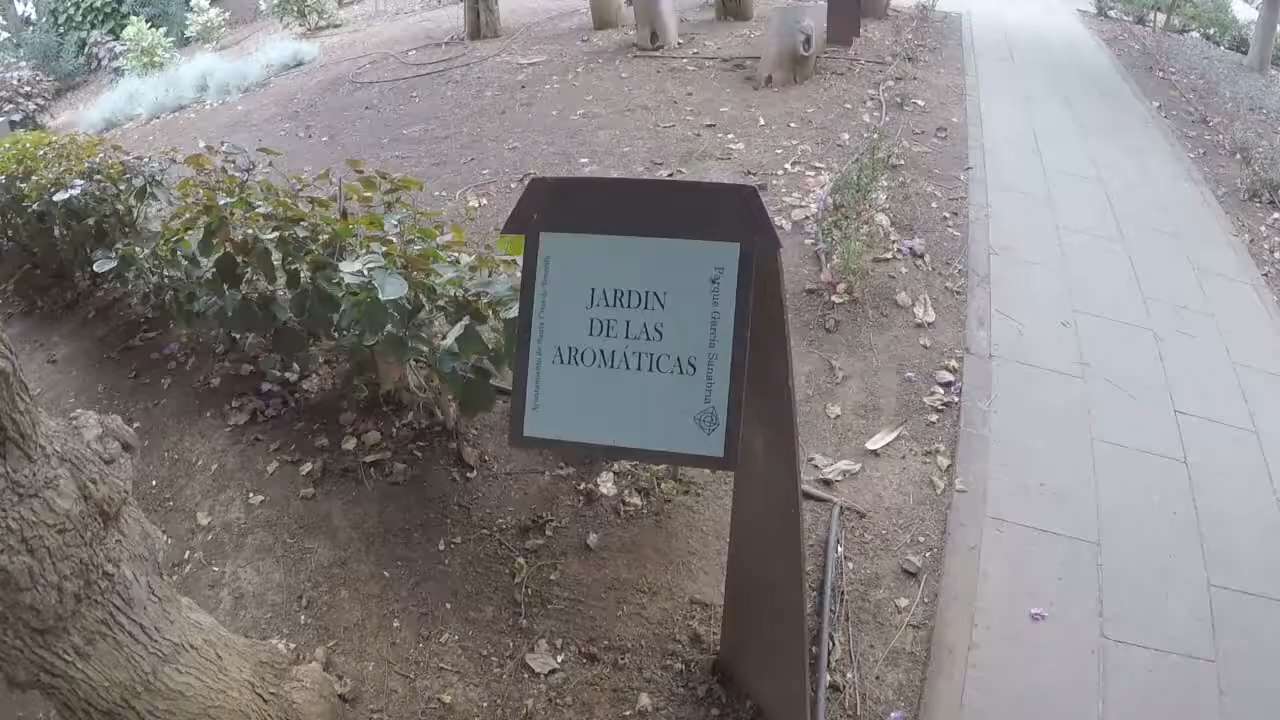 Ayuntamiento de Santa Cruz de Tenerife
JARDIN
DE LAS
AROMÁTICAS
Parque García Sanabria